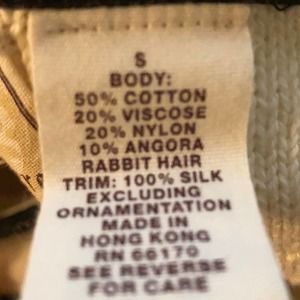 S
BODY:
50% COTTON
20% VISCOSE
20% NYLON
10% ANGORA
RABBIT HAIR
TRIM: 100% SILK
EXCLUDING
ORNAMENTATION
MADE IN
HONG KONG
RN 66170
SEE REVERSE
FOR CARE